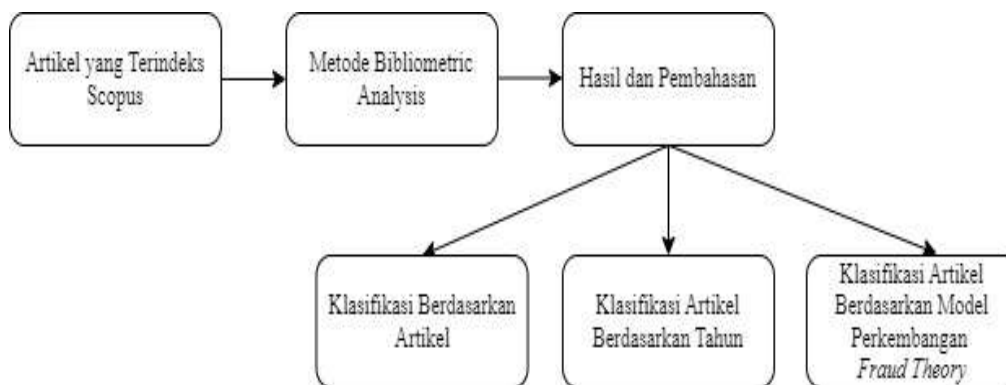 Artikel yang Terindeks
Scopus
Metode Bibliometric
Analysis
Hasil dan Pembahasan
Klasifikasi Berdasarkan
Artikel
Klasifikasi Artikel
Berdasarkan Tahun
Klasifikasi Artikel
Berdasarkan Model
Perkembangan
Fraud Theory